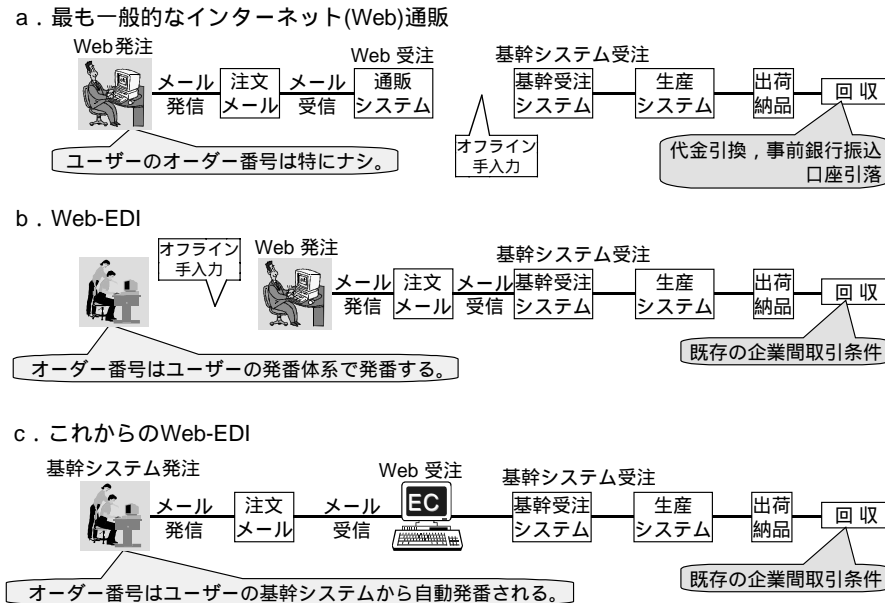 a．最も一般的なインターネット(Web)通販
Web発注
Web 受注
基幹システム受注
メール
発信
注文
メール
メール
受信
通販
システム
オフライン
手入力
基幹受注
システム
生産
システム
出荷
納品
回 収
ユーザーのオーダー番号は特にナシ。
代金引換，事前銀行振込
口座引落
b．Web-EDI
オフライン
手入力
Web 発注
基幹システム受注
メール
発信
注文
メール
メール
受信
基幹受注
システム
生産
システム
出荷
納品
回 収
オーダー番号はユーザーの発番体系で発番する。
既存の企業間取引条件
c．これからのWeb-EDI
基幹システム発注
Web 受注
基幹システム受注
メール
発信
注文
メール
メール
受信
EC
基幹受注
システム
生産
システム
出荷
納品
回 収
オーダー番号はユーザーの基幹システムから自動発番される。
既存の企業間取引条件